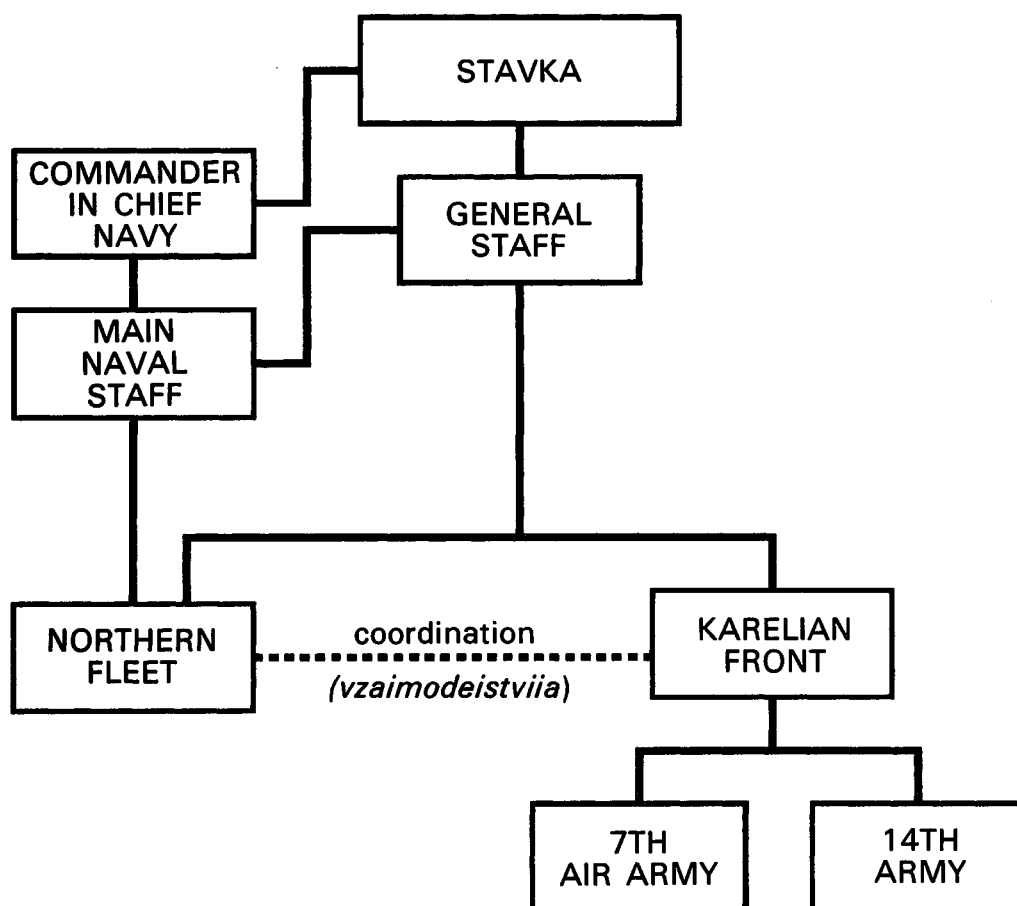 STAVKA
COMMANDER
IN CHIEF
NAVY
GENERAL
STAFF
MAIN
NAVAL
STAFF
NORTHERN
FLEET
coordination
(vzaimodeistviia)
KARELIAN
FRONT
7TH
AIR ARMY
14TH
ARMY